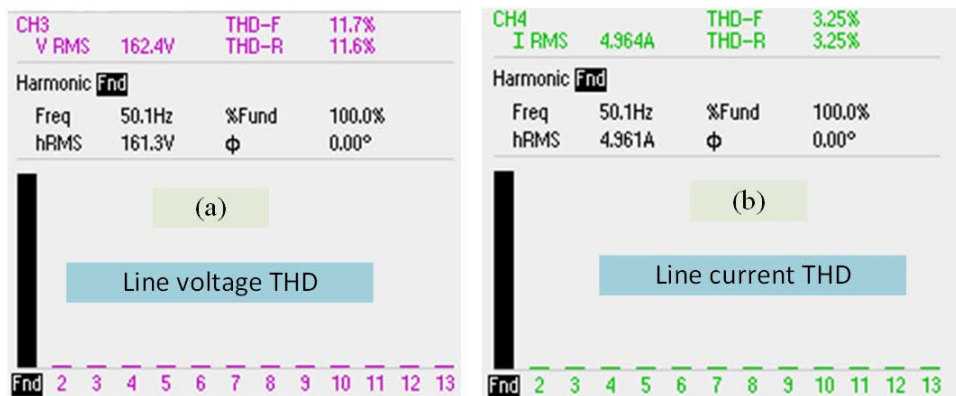 CH3 THD-F 11.7%
V RMS 162.4V THD-R 11.6%
Harmonic Fnd
Freq 50.1Hz %Fund 100.0%
hRMS 161.3V Φ 0.00°
(a)
Line voltage THD
Fnd 2 3 4 5 6 7 8 9 10 11 12 13
CH4 THD-F 3.25%
I RMS 4.964A THD-R 3.25%
Harmonic Fnd
Freq 50.1Hz %Fund 100.0%
hRMS 4.961A Φ 0.00°
(b)
Line current THD
Fnd 2 3 4 5 6 7 8 9 10 11 12 13